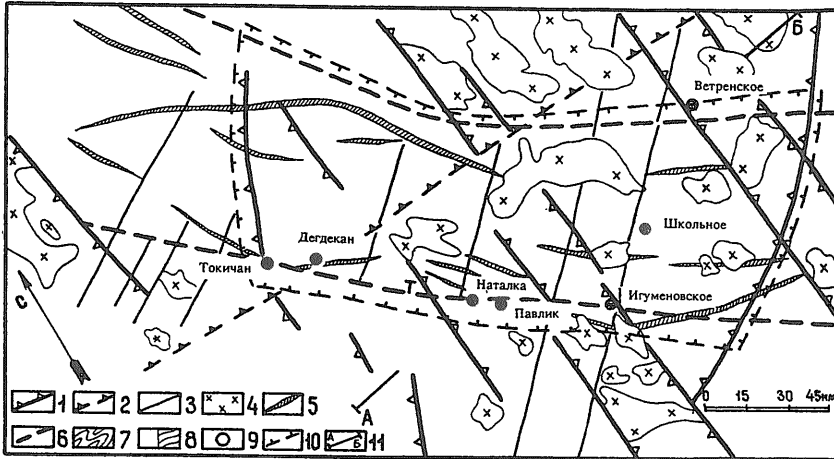 Б
Ветренское
Школьное
Дегдекан
Токичан
Т
Наталка
Павлик
Игуменовское
С
А
0 15 30 45км
1 2 3 4 5
6 7 8 9 10 А Б 11